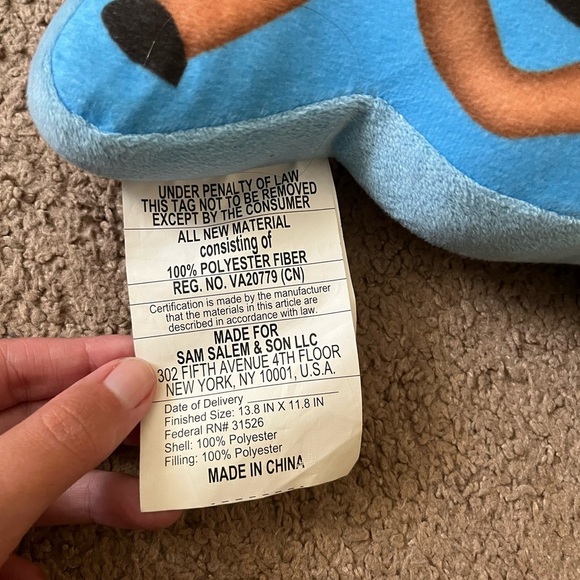 UNDER PENALTY OF LAW
THIS TAG NOT TO BE REMOVED
EXCEPT BY THE CONSUMER
ALL NEW MATERIAL
consisting of
100% POLYESTER FIBER
REG. NO. VA20779 (CN)
Certification is made by the manufacturer
that the materials in this article are
described in accordance with law.
MADE FOR
SAM SALEM & SON LLC
302 FIFTH AVENUE 4TH FLOOR
NEW YORK, NY 10001, U.S.A.
Date of Delivery
Finished Size: 13.8 IN X 11.8 IN
Federal RN# 31526
Shell: 100% Polyester
Filling: 100% Polyester
MADE IN CHINA